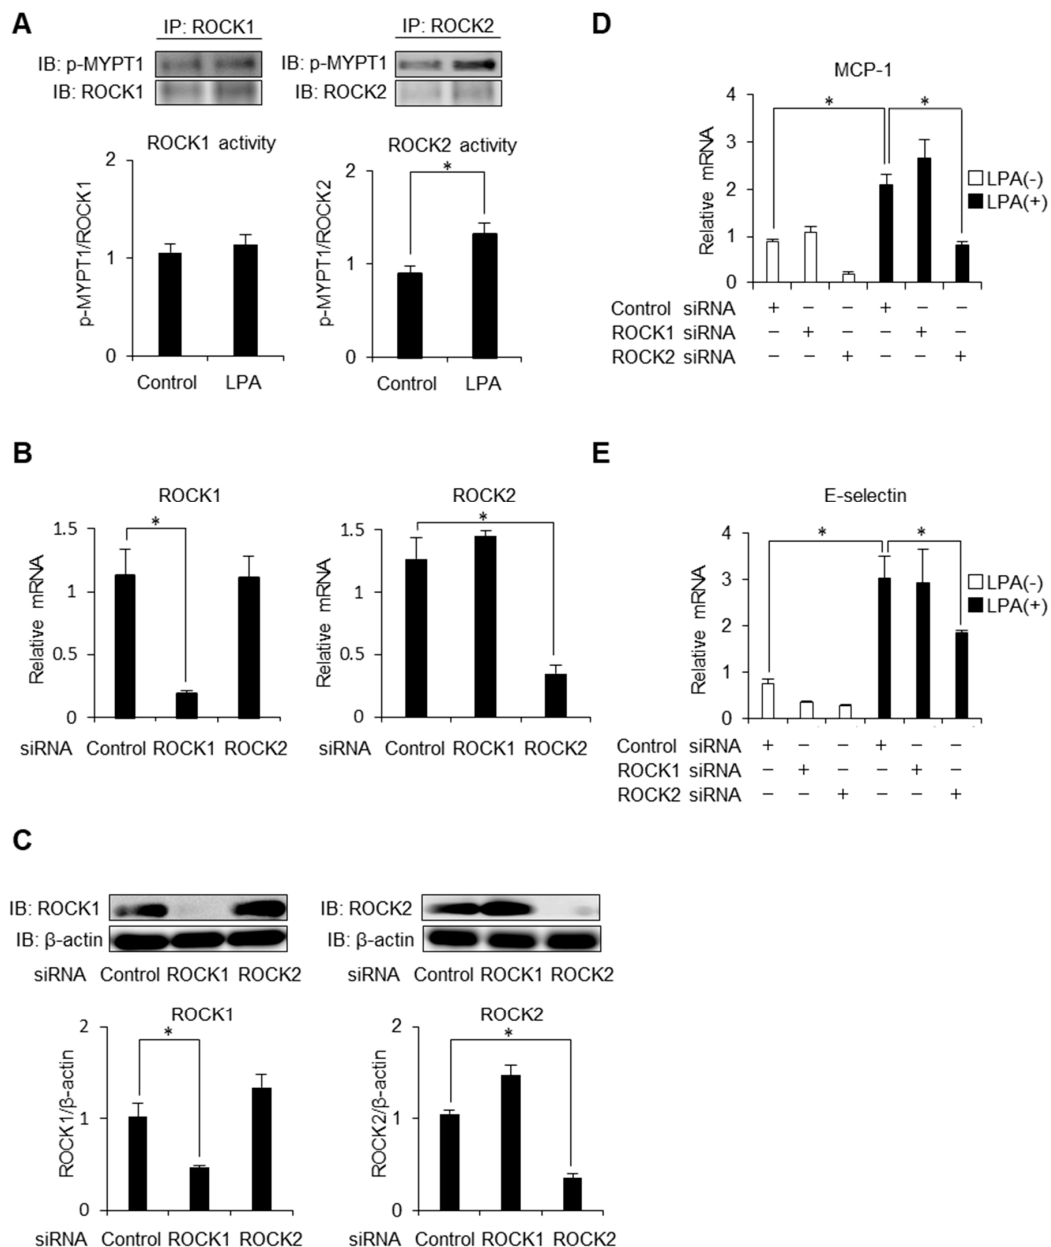 A
IP: ROCK1
IB: p-MYPT1
IB: ROCK1
ROCK1 activity
p-MYPT1/ROCK1
2
1
0
Control LPA
IP: ROCK2
IB: p-MYPT1
IB: ROCK2
ROCK2 activity
*
p-MYPT1/ROCK2
2
1
0
Control LPA
B
ROCK1
*
Relative mRNA
1.5
1
0.5
0
siRNA Control ROCK1 ROCK2
ROCK2
*
Relative mRNA
1.5
1
0.5
0
siRNA Control ROCK1 ROCK2
C
IB: ROCK1
IB: β-actin
siRNA Control ROCK1 ROCK2
ROCK1
*
ROCK1/β-actin
2
1
0
siRNA Control ROCK1 ROCK2
IB: ROCK2
IB: β-actin
siRNA Control ROCK1 ROCK2
ROCK2
*
ROCK2/β-actin
2
1
0
siRNA Control ROCK1 ROCK2
D
MCP-1
* *
Relative mRNA
4
3
2
1
0
LPA(-)
LPA(+)
Control siRNA + − − + − −
ROCK1 siRNA − + − − + −
ROCK2 siRNA − − + − − +
E
E-selectin
* *
Relative mRNA
4
3
2
1
0
LPA(-)
LPA(+)
Control siRNA + − − + − −
ROCK1 siRNA − + − − + −
ROCK2 siRNA − − + − − +